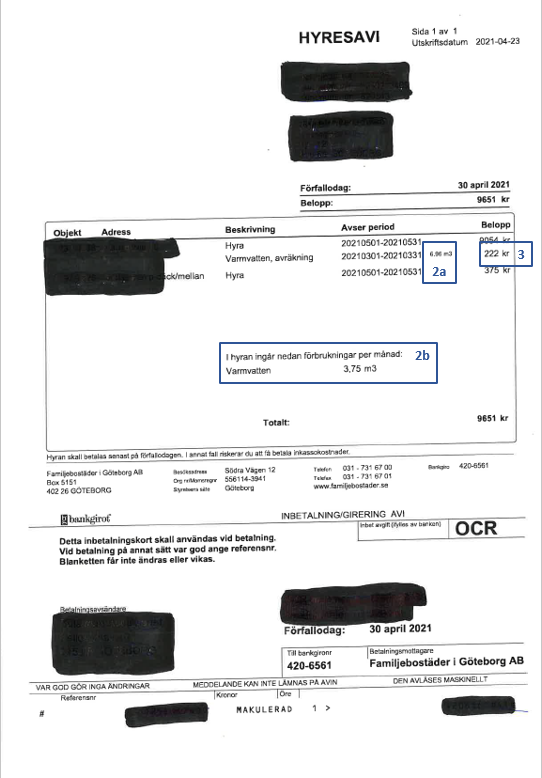 HYRESAVI
Sida 1 av 1
Utskriftsdatum 2021-04-23
Förfallodag: 30 april 2021
Belopp: 9651 kr
Objekt Adress Beskrivning Avser period Belopp
Hyra 20210501-20210531 9054 kr
Varmvatten, avräkning 20210301-20210331 6,96 m3 222 kr 3
äck/mellan Hyra 20210501-20210531 2a 375 kr
I hyran ingår nedan förbrukningar per månad: 2b
Varmvatten 3,75 m3
Totalt: 9651 kr
Hyran skall betalas senast på förfallodagen. I annat fall riskerar du att få betala inkassokostnader.
Familjebostäder i Göteborg AB Besöksadress Södra Vägen 12 Telefon 031 - 731 67 00 Bankgiro 420-6561
Box 5151 Org nr/Momsregnr 556114-3941 Telefax 031 - 731 67 01
402 26 GÖTEBORG Styrelsens säte Göteborg www.familjebostader.se
bankgirot INBETALNING/GIRERING AVI
Inbet.avgift (ifylles av banken) OCR
Detta inbetalningskort skall användas vid betalning.
Vid betalning på annat sätt var god ange referensnr.
Blanketten får inte ändras eller vikas.
Betalningsavsändare
Förfallodag: 30 april 2021
Till bankgironr Betalningsmottagare
420-6561 Familjebostäder i Göteborg AB
VAR GOD GÖR INGA ÄNDRINGAR MEDDELANDE KAN INTE LÄMNAS PÅ AVIN DEN AVLÄSES MASKINELLT
Referensnr Kronor Öre
# MAKULERAD 1 >